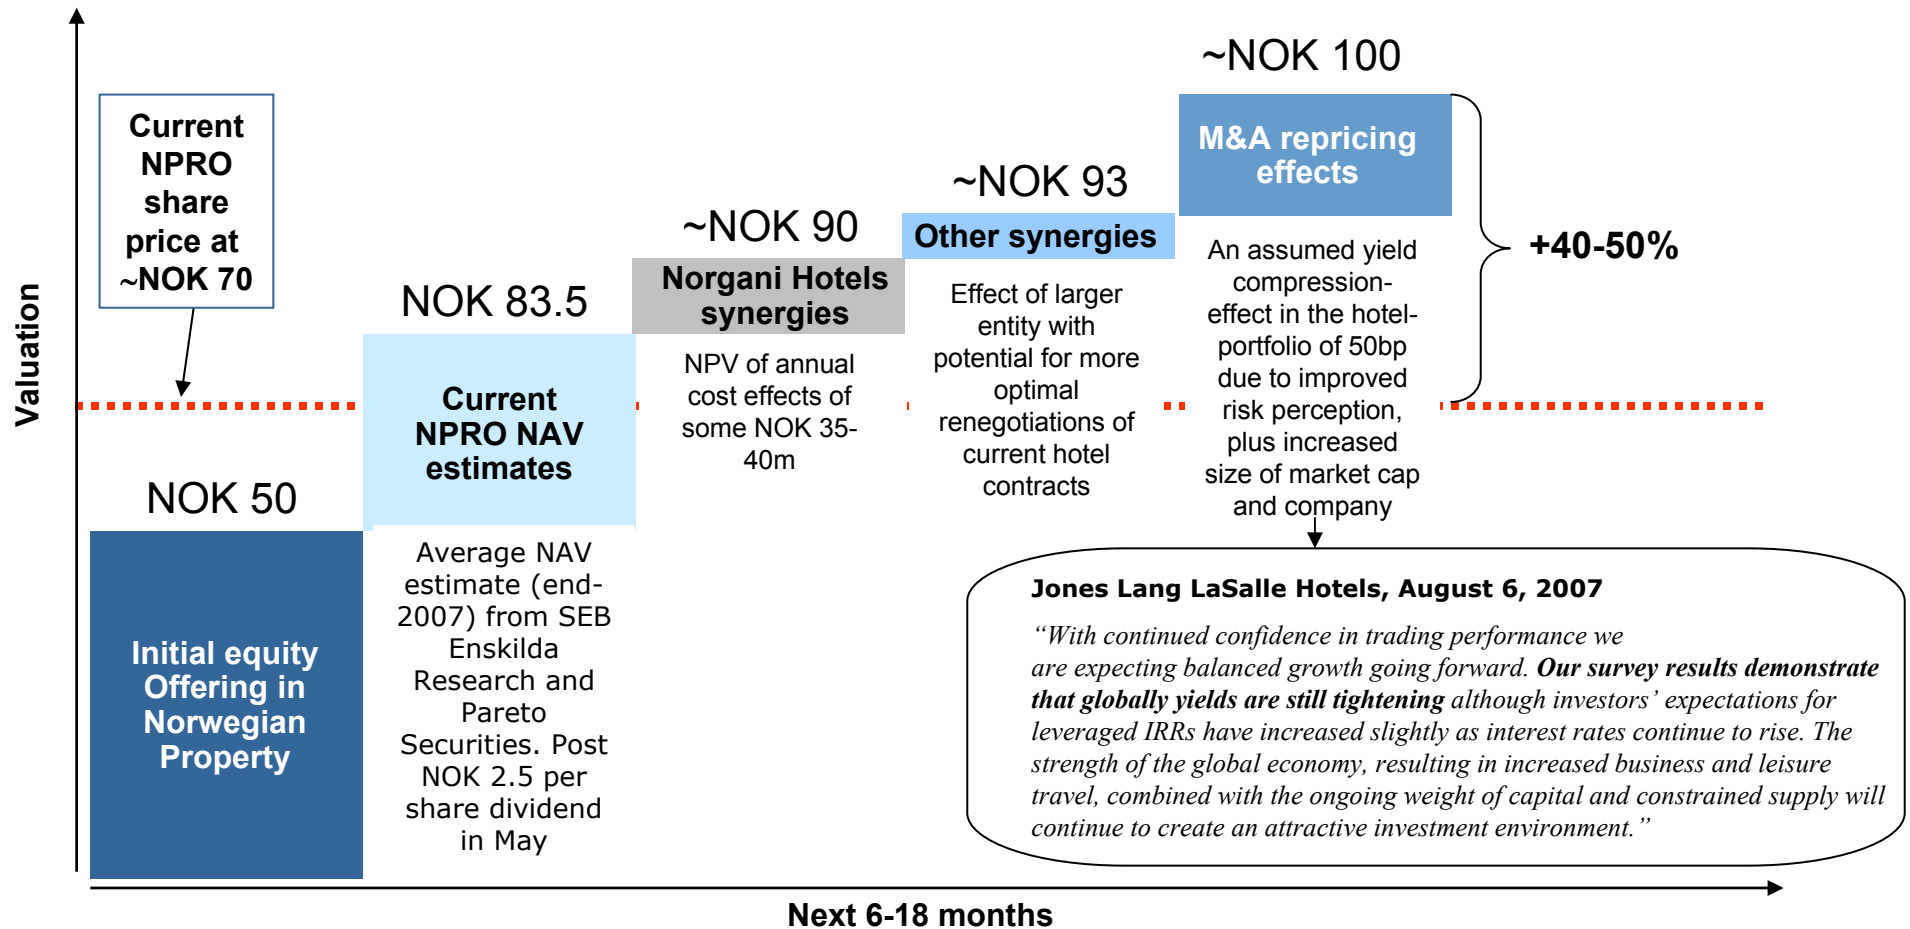 ~NOK 100
Current
NPRO
share
price at
~NOK 70
M&A repricing
effects
~NOK 93
~NOK 90
Other synergies
+40-50%
Norgani Hotels
synergies
NOK 83.5
An assumed yield
compression-
effect in the hotel-
portfolio of 50bp
due to improved
risk perception,
plus increased
size of market cap
and company
Effect of larger
entity with
potential for more
optimal
renegotiations of
current hotel
contracts
NPV of annual
cost effects of
some NOK 35-
40m
Valuation
Current
NPRO NAV
estimates
NOK 50
Average NAV
estimate (end-
2007) from SEB
Enskilda
Research and
Pareto
Securities. Post
NOK 2.5 per
share dividend
in May
Initial equity
Offering in
Norwegian
Property
Jones Lang LaSalle Hotels, August 6, 2007
“With continued confidence in trading performance we
are expecting balanced growth going forward. Our survey results demonstrate
that globally yields are still tightening although investors’ expectations for
leveraged IRRs have increased slightly as interest rates continue to rise. The
strength of the global economy, resulting in increased business and leisure
travel, combined with the ongoing weight of capital and constrained supply will
continue to create an attractive investment environment.”
Next 6-18 months